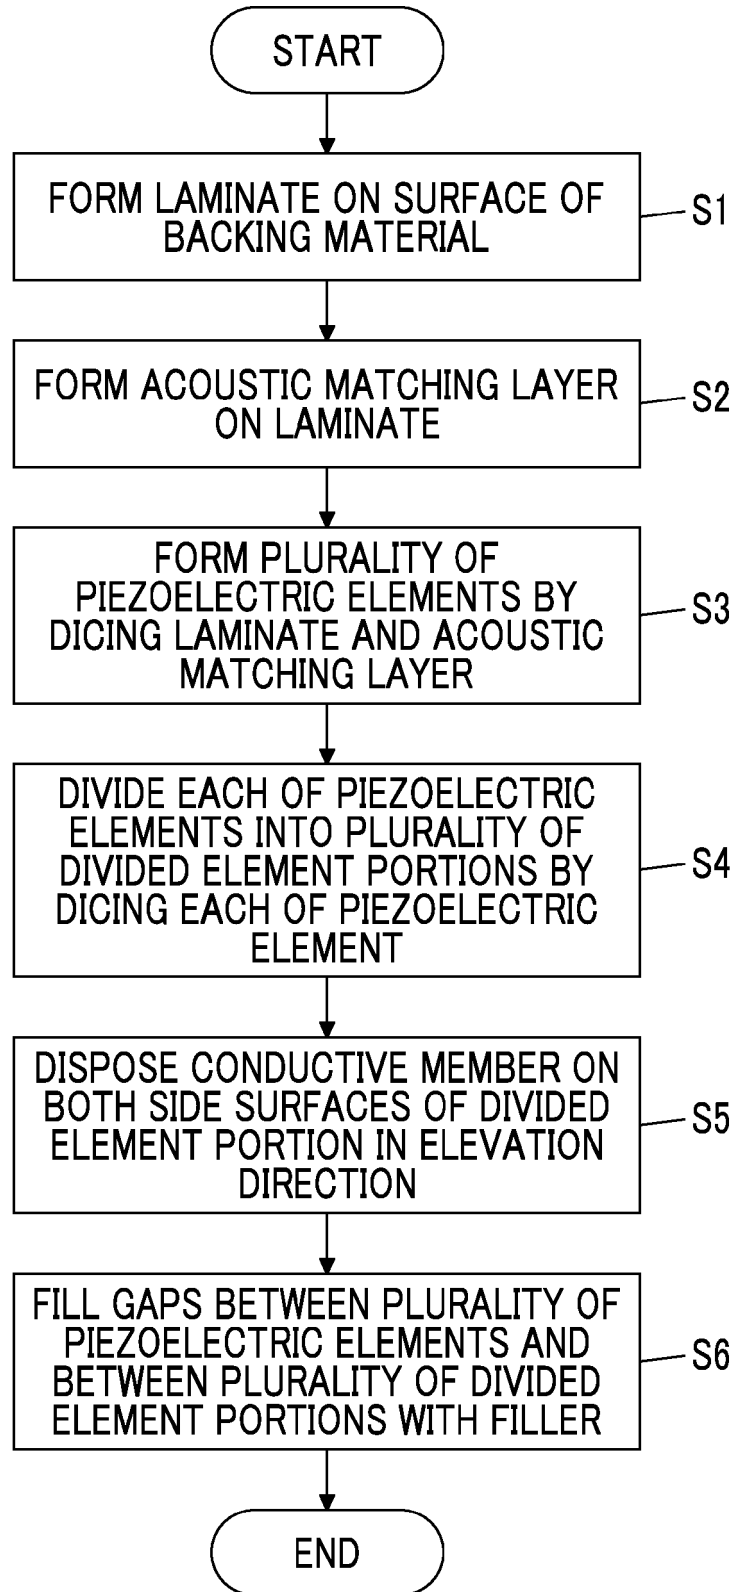 START
FORM LAMINATE ON SURFACE OF
BACKING MATERIAL
S1
FORM ACOUSTIC MATCHING LAYER
ON LAMINATE
S2
FORM PLURALITY OF
PIEZOELECTRIC ELEMENTS BY
DICING LAMINATE AND ACOUSTIC
MATCHING LAYER
S3
DIVIDE EACH OF PIEZOELECTRIC
ELEMENTS INTO PLURALITY OF
DIVIDED ELEMENT PORTIONS BY
DICING EACH OF PIEZOELECTRIC
ELEMENT
S4
DISPOSE CONDUCTIVE MEMBER ON
BOTH SIDE SURFACES OF DIVIDED
ELEMENT PORTION IN ELEVATION
DIRECTION
S5
FILL GAPS BETWEEN PLURALITY OF
PIEZOELECTRIC ELEMENTS AND
BETWEEN PLURALITY OF DIVIDED
ELEMENT PORTIONS WITH FILLER
S6
END